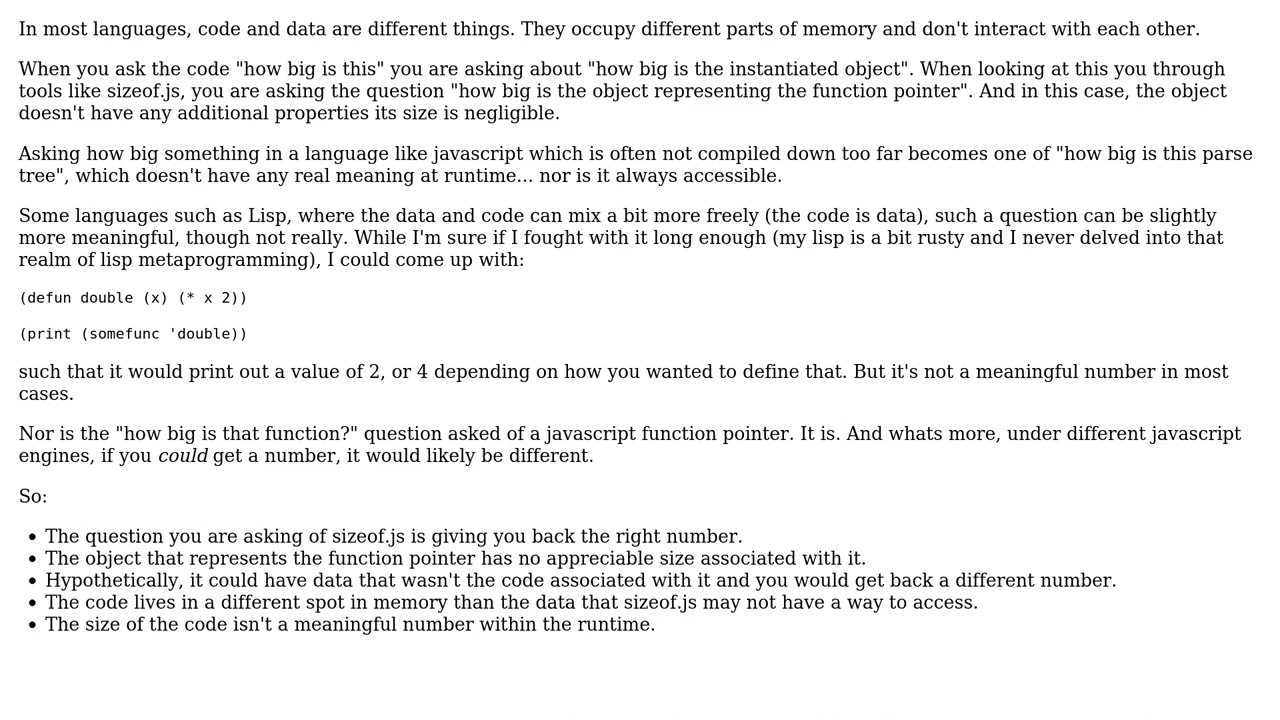 In most languages, code and data are different things. They occupy different parts of memory and don't interact with each other.
When you ask the code "how big is this" you are asking about "how big is the instantiated object". When looking at this you through
tools like sizeof.js, you are asking the question "how big is the object representing the function pointer". And in this case, the object
doesn't have any additional properties its size is negligible.
Asking how big something in a language like javascript which is often not compiled down too far becomes one of "how big is this parse
tree", which doesn't have any real meaning at runtime... nor is it always accessible.
Some languages such as Lisp, where the data and code can mix a bit more freely (the code is data), such a question can be slightly
more meaningful, though not really. While I'm sure if I fought with it long enough (my lisp is a bit rusty and I never delved into that
realm of lisp metaprogramming), I could come up with:
(defun double (x) (* x 2))
(print (somefunc 'double))
such that it would print out a value of 2, or 4 depending on how you wanted to define that. But it's not a meaningful number in most
cases.
Nor is the "how big is that function?" question asked of a javascript function pointer. It is. And whats more, under different javascript
engines, if you could get a number, it would likely be different.
So:
• The question you are asking of sizeof.js is giving you back the right number.
• The object that represents the function pointer has no appreciable size associated with it.
• Hypothetically, it could have data that wasn't the code associated with it and you would get back a different number.
• The code lives in a different spot in memory than the data that sizeof.js may not have a way to access.
• The size of the code isn't a meaningful number within the runtime.